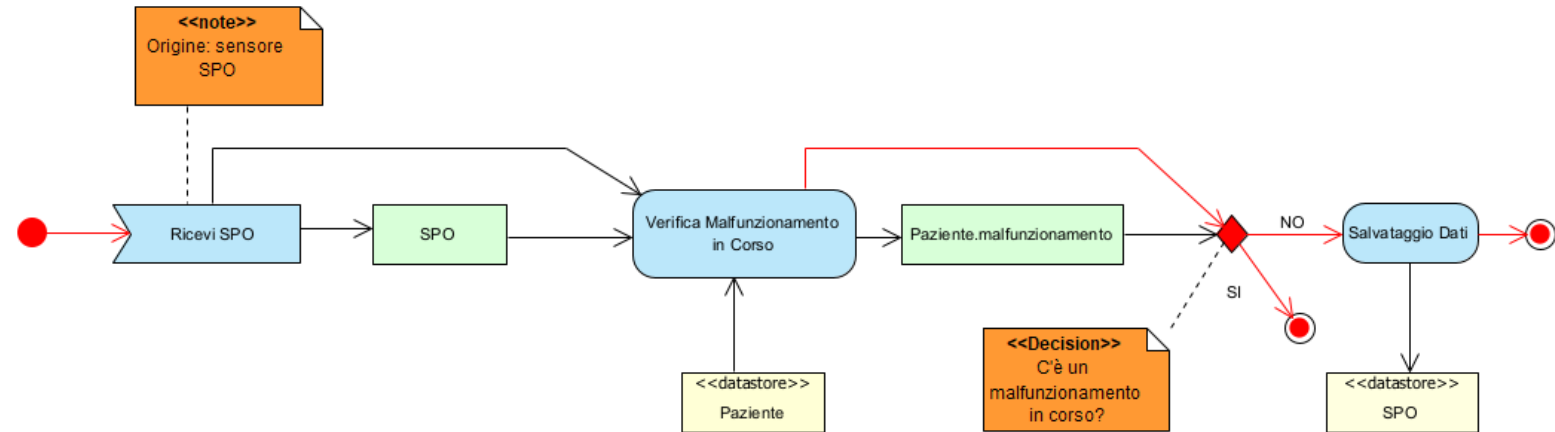 <<note>>
Origine: sensore
SPO
Ricevi SPO
SPO
Verifica Malfunzionamento
in Corso
Paziente.malfunzionamento
NO
Salvataggio Dati
SI
<<datastore>>
Paziente
<<Decision>>
C'è un
malfunzionamento
in corso?
<<datastore>>
SPO